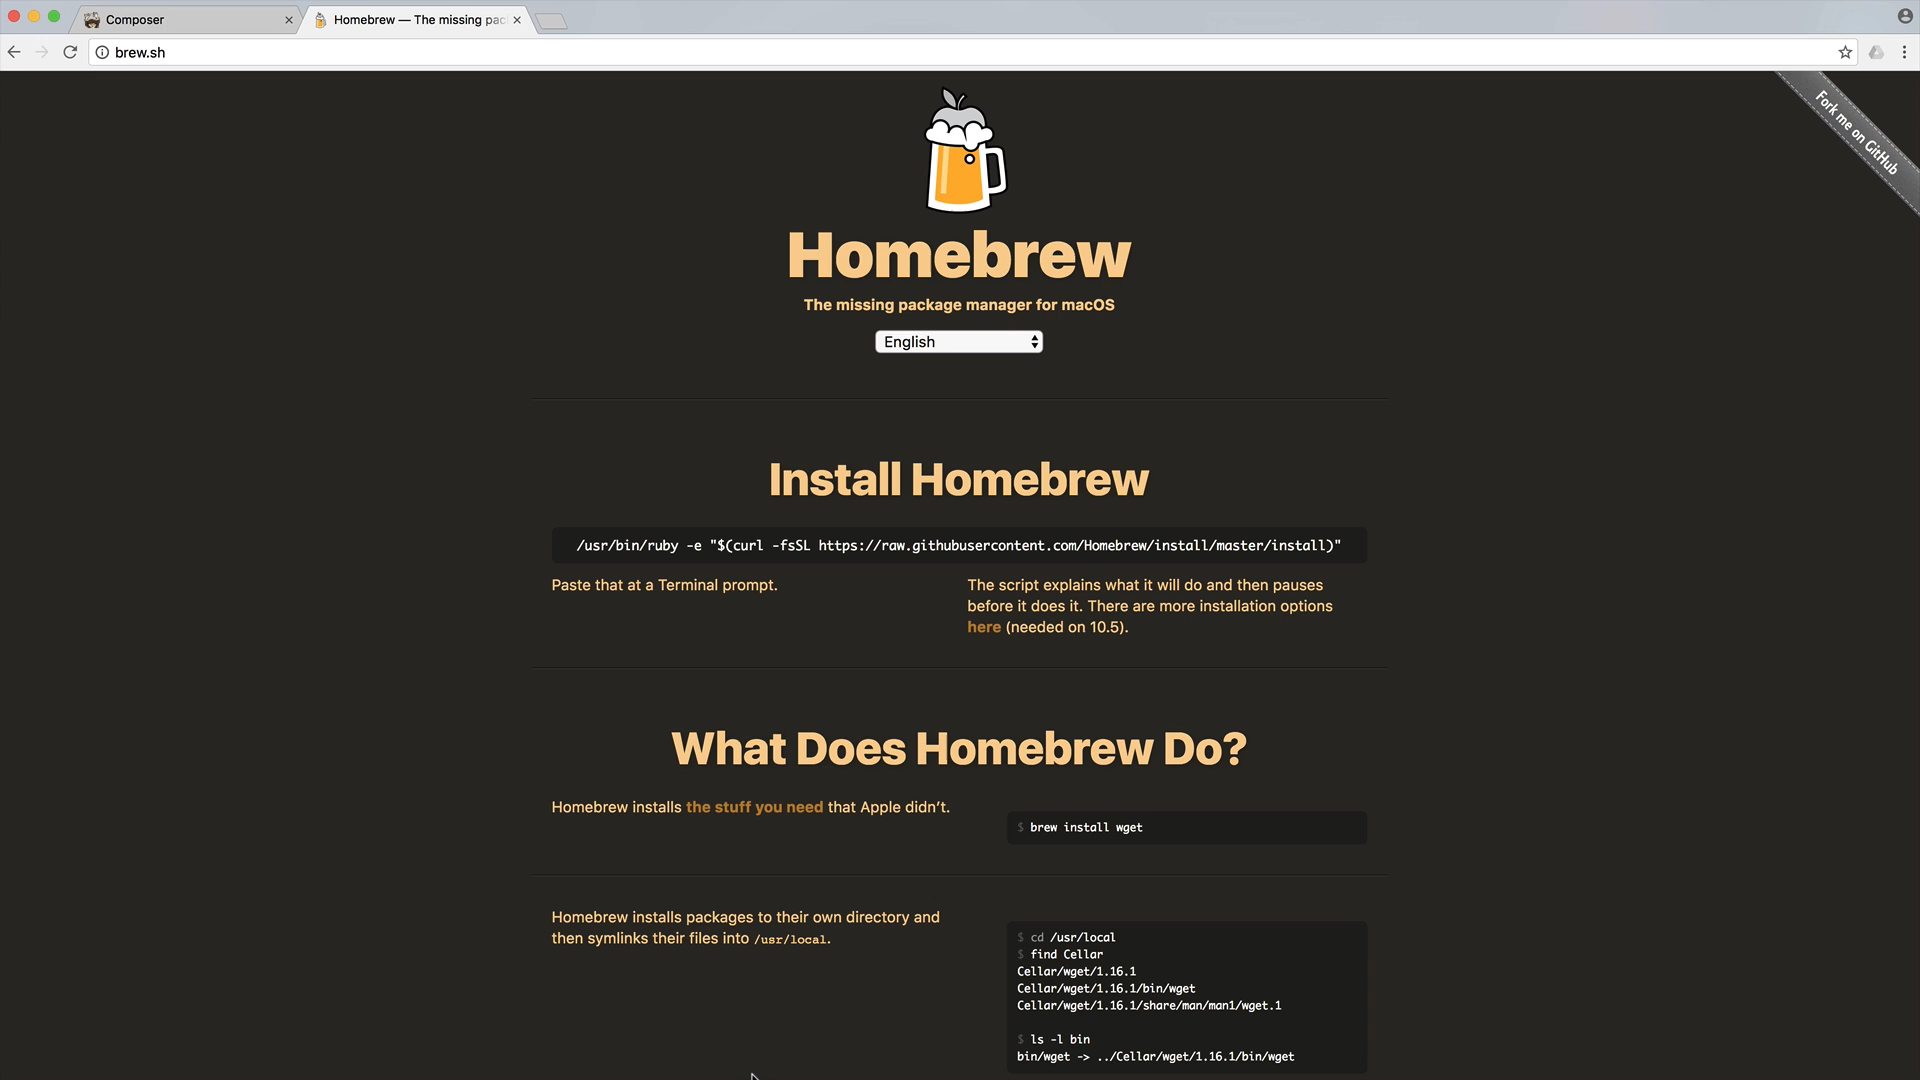 Composer
Homebrew — The missing pac
brew.sh
Fork me on GitHub
Homebrew
The missing package manager for macOS
English
Install Homebrew
/usr/bin/ruby -e "$(curl -fsSL https://raw.githubusercontent.com/Homebrew/install/master/install)"
Paste that at a Terminal prompt.
The script explains what it will do and then pauses
before it does it. There are more installation options
here (needed on 10.5).
What Does Homebrew Do?
Homebrew installs the stuff you need that Apple didn’t.
$ brew install wget
Homebrew installs packages to their own directory and
then symlinks their files into /usr/local.
$ cd /usr/local
$ find Cellar
Cellar/wget/1.16.1
Cellar/wget/1.16.1/bin/wget
Cellar/wget/1.16.1/share/man/man1/wget.1
$ ls -l bin
bin/wget -> ../Cellar/wget/1.16.1/bin/wget